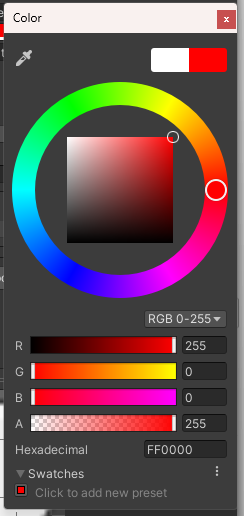 Color
x
RGB 0-255
R 255
G 0
B 0
A 255
Hexadecimal FF0000
Swatches
Click to add new preset